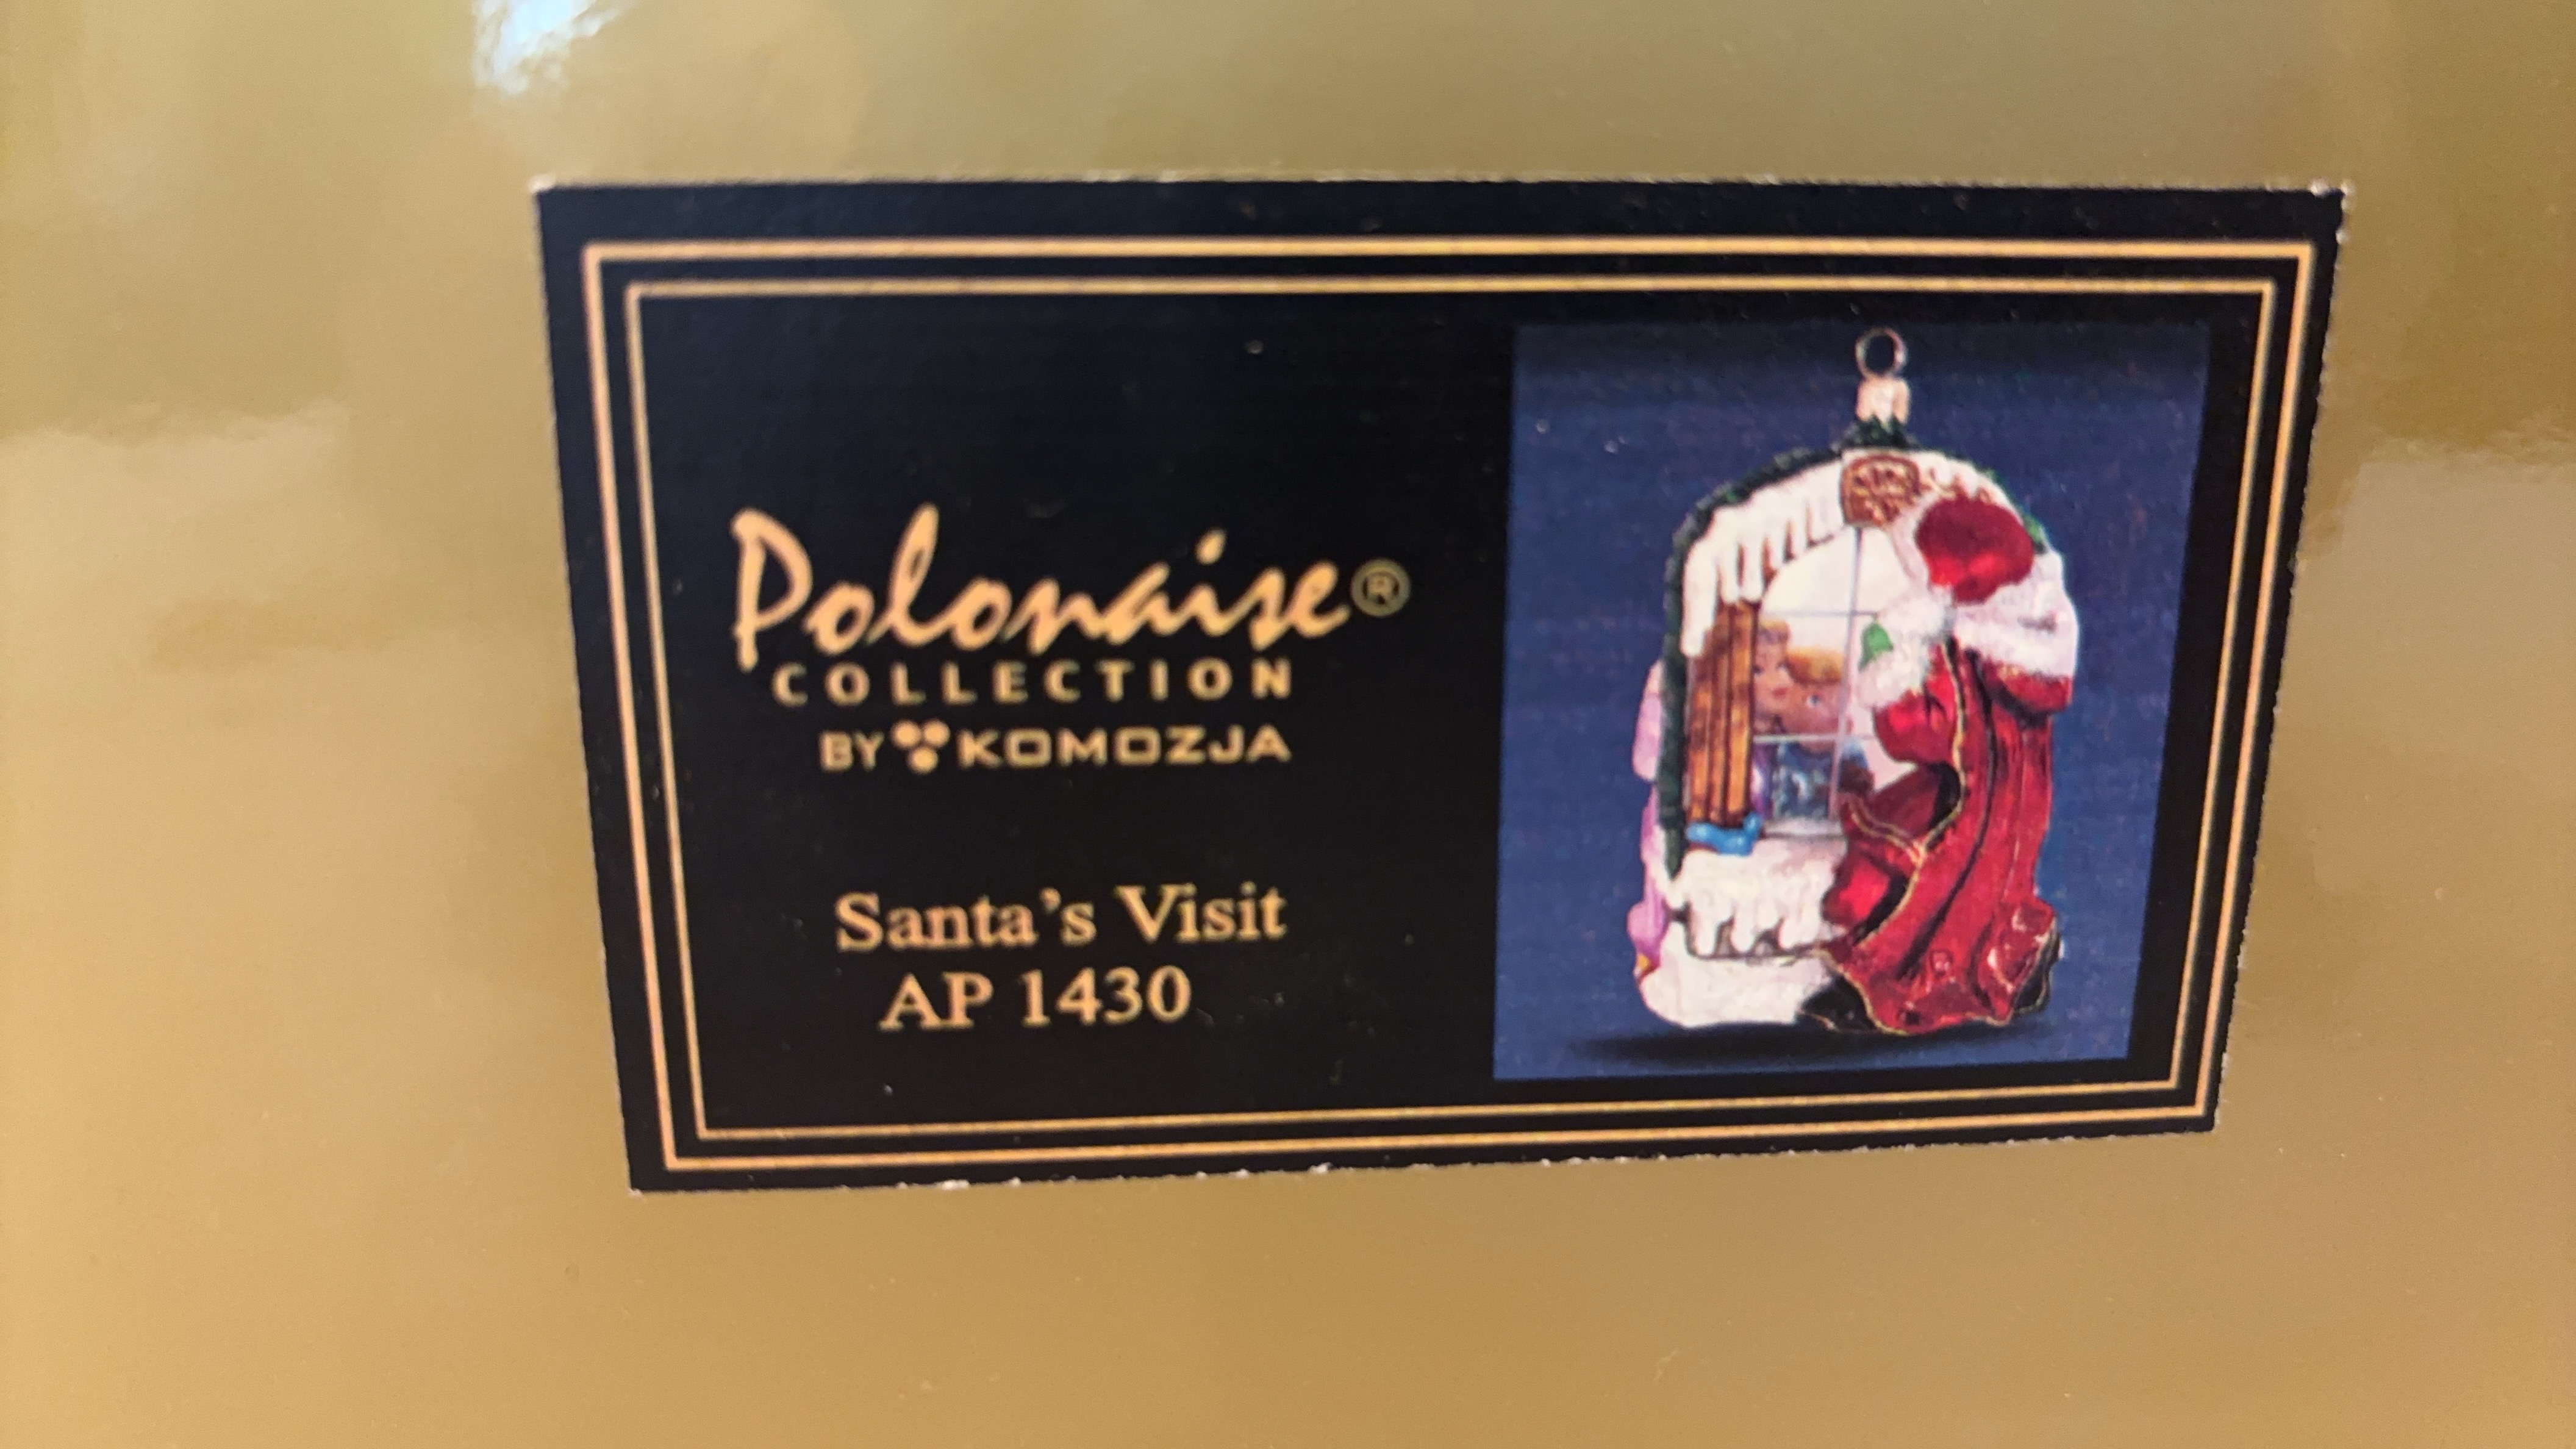 Polonaise®
COLLECTION
BY KOMOZJA
Santa's Visit
AP 1430